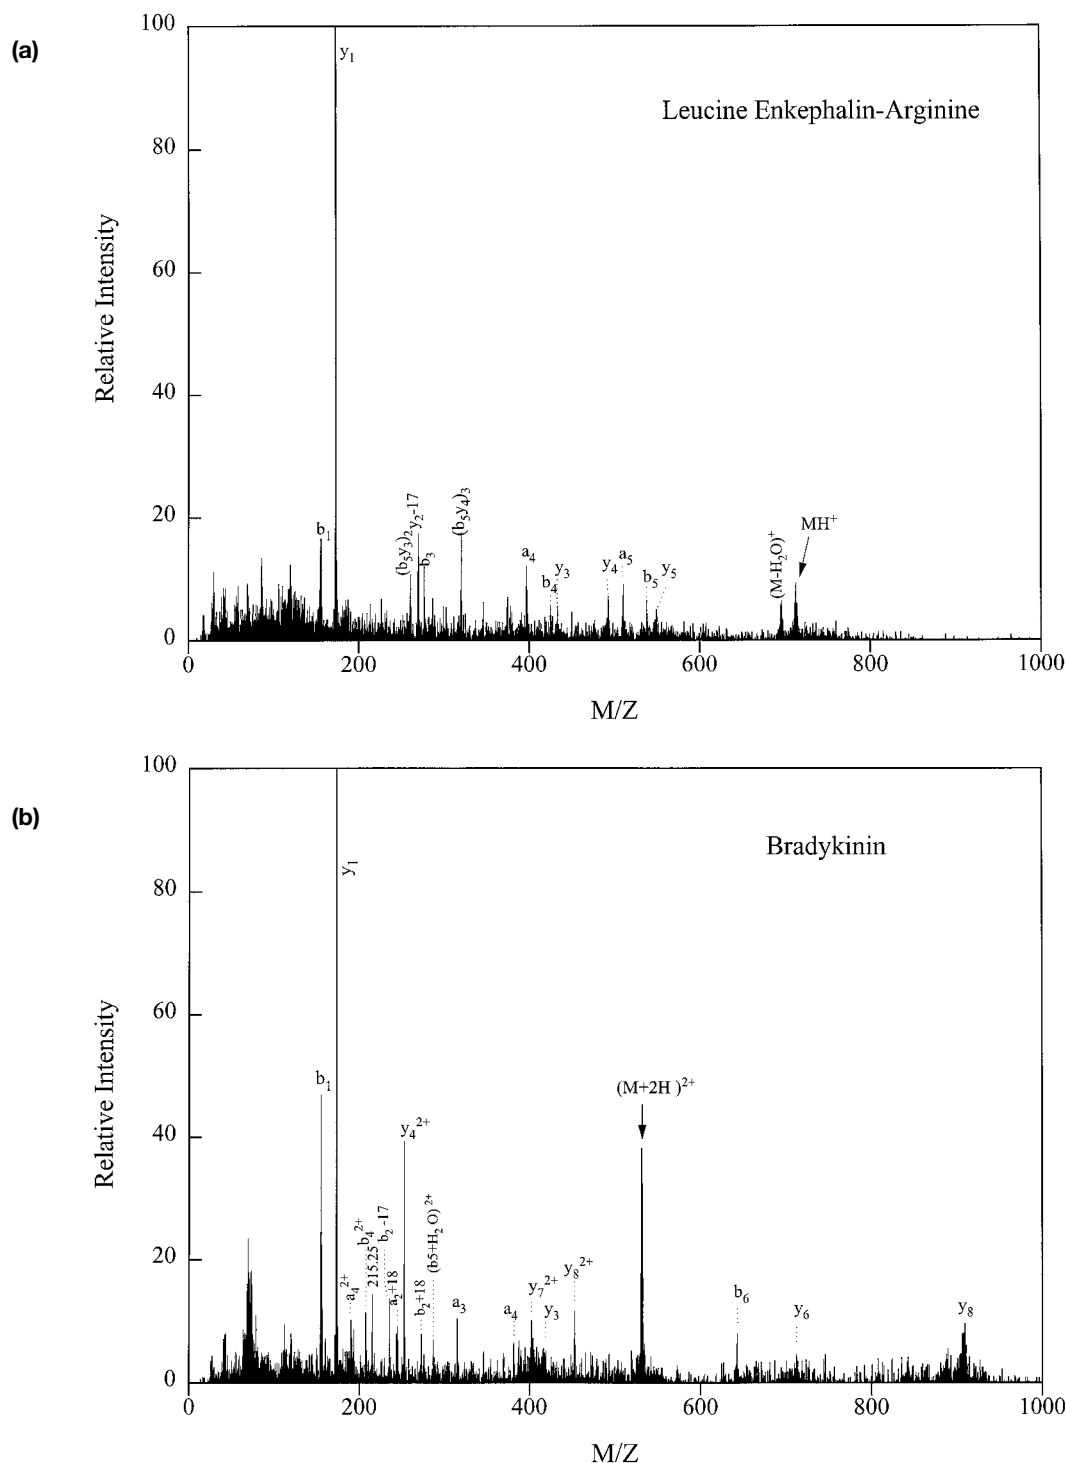 (a)
100
80
60
40
20
0
Relative Intensity
Leucine Enkephalin-Arginine
b₁
y₁
(b₅y₃)₂
y₂-17
b₃
(b₅y₄)₃
a₄
b₄
y₃
y₄
a₅
b₅
y₅
(M-H₂O)⁺
MH⁺
0 200 400 600 800 1000
M/Z
(b)
100
80
60
40
20
0
Relative Intensity
Bradykinin
b₁
y₁
a₄²⁺
b₄²⁺
215.25
b₂-17
a₂+18
y₄²⁺
b₂+18
(b5+H₂O)²⁺
a₃
a₄
y₇²⁺
y₃
y₈²⁺
(M+2H)²⁺
b₆
y₆
y₈
0 200 400 600 800 1000
M/Z